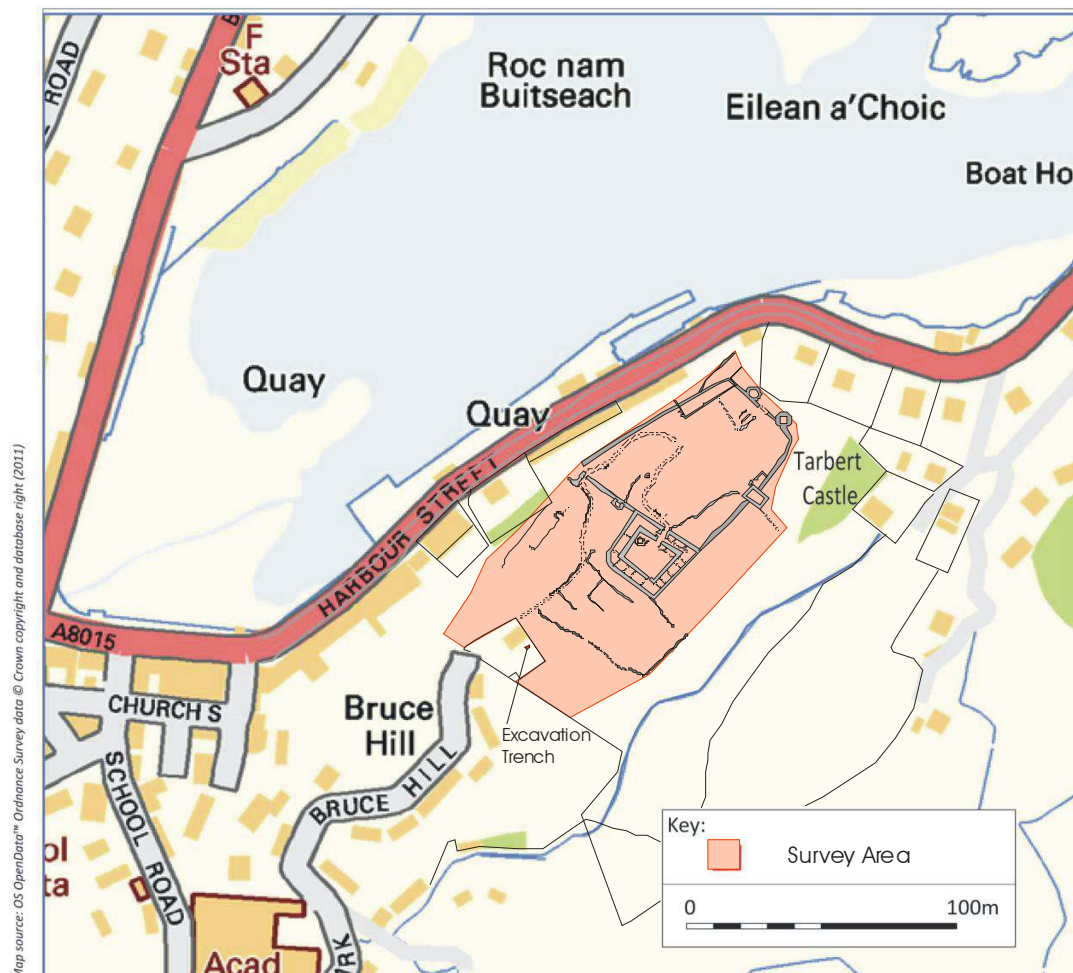 F
Sta
ROAD
B
Roc nam
Buitseach
Eilean a'Choic
Boat Ho
Quay
Quay
HARBOUR STREET
Tarbert
Castle
A8015
CHURCH S
SCHOOL ROAD
Bruce
Hill
BRUCE HILL
Excavation
Trench
ol
ta
Acad
Key:
Survey Area
0 100m
Map source: OS OpenData™ Ordnance Survey data © Crown copyright and database right (2011)